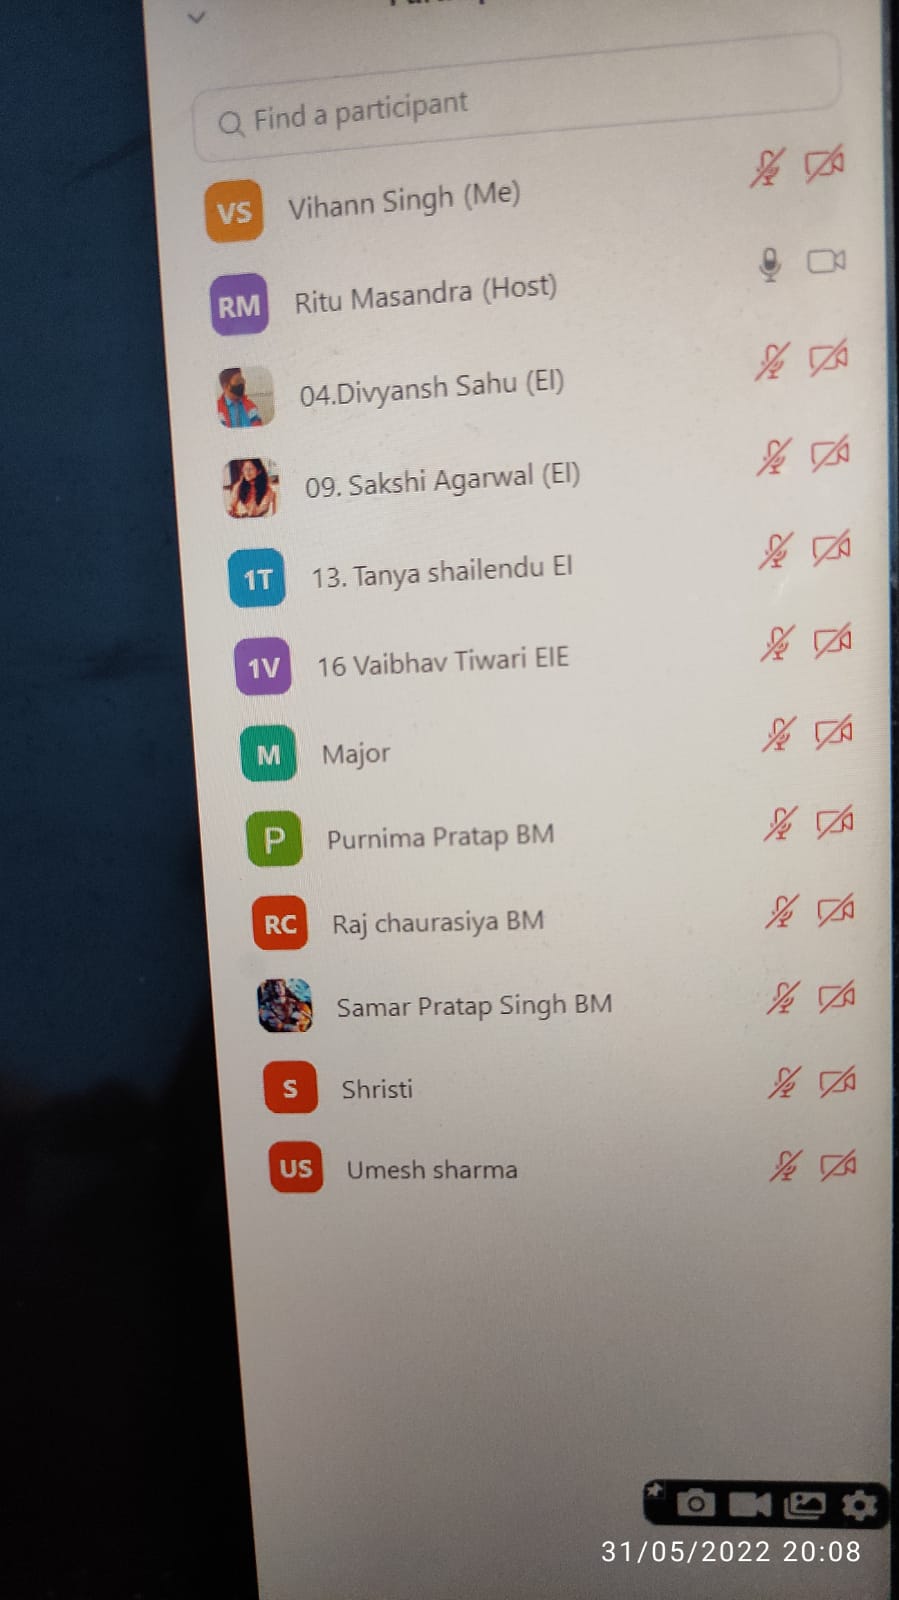 Find a participant
VS Vihann Singh (Me)
RM Ritu Masandra (Host)
04.Divyansh Sahu (EI)
09. Sakshi Agarwal (EI)
1T 13. Tanya shailendu EI
1V 16 Vaibhav Tiwari EIE
M Major
P Purnima Pratap BM
RC Raj chaurasiya BM
Samar Pratap Singh BM
S Shristi
US Umesh sharma
31/05/2022 20:08